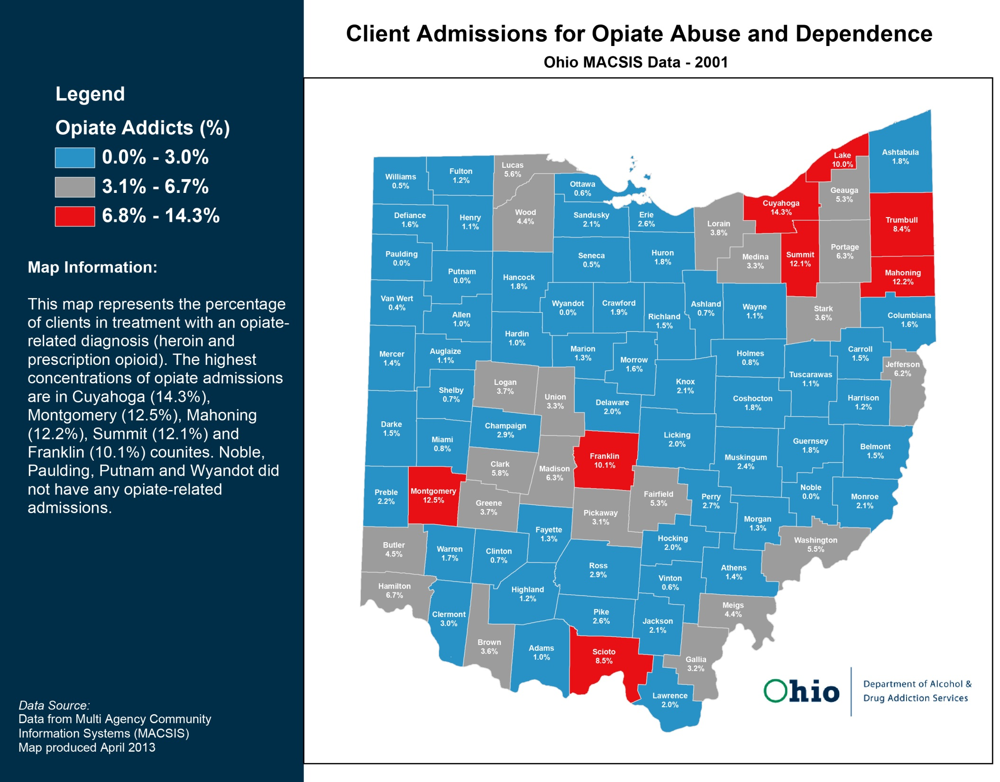 Client Admissions for Opiate Abuse and Dependence
Ohio MACSIS Data - 2001
Legend
Opiate Addicts (%)
0.0% - 3.0%
3.1% - 6.7%
6.8% - 14.3%
Map Information:
This map represents the percentage
of clients in treatment with an opiate-
related diagnosis (heroin and
prescription opioid). The highest
concentrations of opiate admissions
are in Cuyahoga (14.3%),
Montgomery (12.5%), Mahoning
(12.2%), Summit (12.1%) and
Franklin (10.1%) counites. Noble,
Paulding, Putnam and Wyandot did
not have any opiate-related
admissions.
Data Source:
Data from Multi Agency Community
Information Systems (MACSIS)
Map produced April 2013
Williams
0.5%
Fulton
1.2%
Lucas
5.6%
Ottawa
0.6%
Lake
10.0%
Ashtabula
1.8%
Geauga
5.3%
Cuyahoga
14.3%
Defiance
1.6%
Henry
1.1%
Wood
4.4%
Sandusky
2.1%
Erie
2.6%
Lorain
3.8%
Trumbull
8.4%
Paulding
0.0%
Putnam
0.0%
Hancock
1.8%
Seneca
0.5%
Huron
1.8%
Medina
3.3%
Summit
12.1%
Portage
6.3%
Mahoning
12.2%
Van Wert
0.4%
Allen
1.0%
Hardin
1.0%
Wyandot
0.0%
Crawford
1.9%
Richland
1.5%
Ashland
0.7%
Wayne
1.1%
Stark
3.6%
Columbiana
1.6%
Mercer
1.4%
Auglaize
1.1%
Marion
1.3%
Morrow
1.6%
Holmes
0.8%
Tuscarawas
1.1%
Carroll
1.5%
Jefferson
6.2%
Shelby
0.7%
Logan
3.7%
Union
3.3%
Delaware
2.0%
Knox
2.1%
Coshocton
1.8%
Harrison
1.2%
Darke
1.5%
Miami
0.8%
Champaign
2.9%
Licking
2.0%
Guernsey
1.8%
Belmont
1.5%
Clark
5.8%
Madison
6.3%
Franklin
10.1%
Muskingum
2.4%
Preble
2.2%
Montgomery
12.5%
Greene
3.7%
Pickaway
3.1%
Fairfield
5.3%
Perry
2.7%
Noble
0.0%
Monroe
2.1%
Morgan
1.3%
Butler
4.5%
Warren
1.7%
Clinton
0.7%
Fayette
1.3%
Hocking
2.0%
Washington
5.5%
Ross
2.9%
Vinton
0.6%
Athens
1.4%
Hamilton
6.7%
Clermont
3.0%
Highland
1.2%
Pike
2.6%
Jackson
2.1%
Meigs
4.4%
Brown
3.6%
Adams
1.0%
Scioto
8.5%
Gallia
3.2%
Lawrence
2.0%
Ohio
Department of Alcohol &
Drug Addiction Services